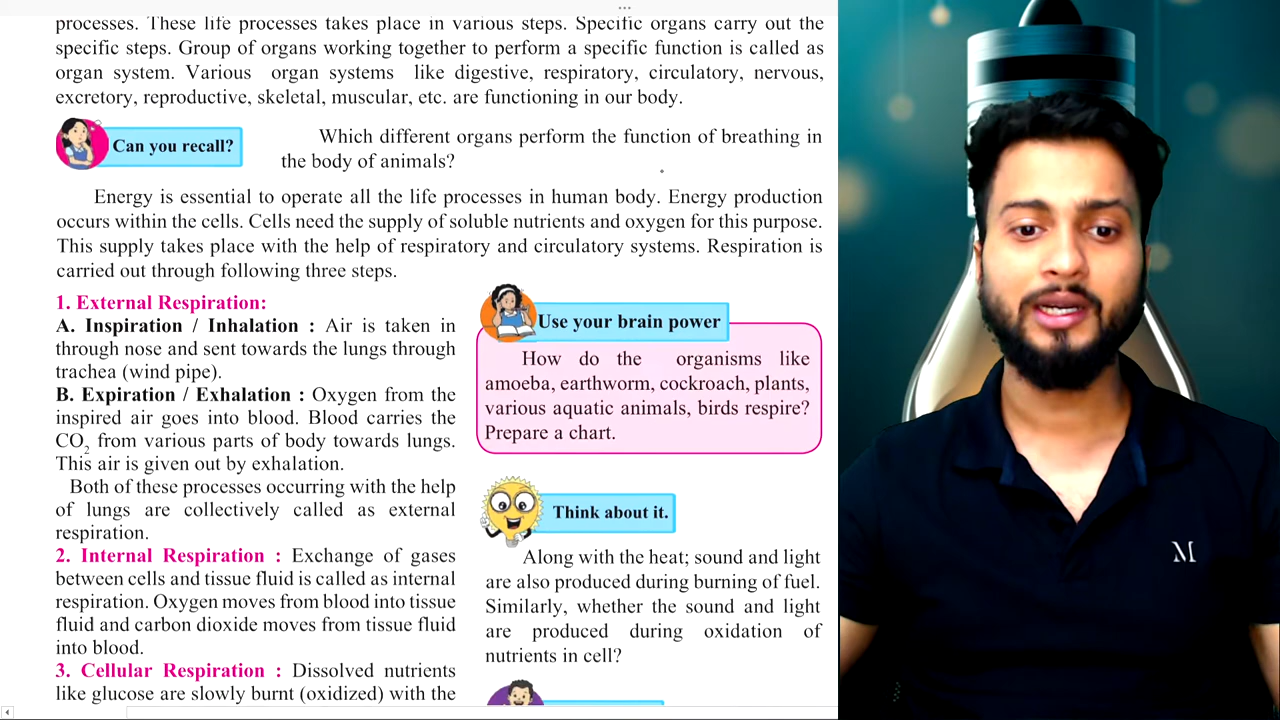 processes. These life processes takes place in various steps. Specific organs carry out the
specific steps. Group of organs working together to perform a specific function is called as
organ system. Various organ systems like digestive, respiratory, circulatory, nervous,
excretory, reproductive, skeletal, muscular, etc. are functioning in our body.
Can you recall?
Which different organs perform the function of breathing in
the body of animals?
Energy is essential to operate all the life processes in human body. Energy production
occurs within the cells. Cells need the supply of soluble nutrients and oxygen for this purpose.
This supply takes place with the help of respiratory and circulatory systems. Respiration is
carried out through following three steps.
1. External Respiration:
A. Inspiration / Inhalation : Air is taken in
through nose and sent towards the lungs through
trachea (wind pipe).
B. Expiration / Exhalation : Oxygen from the
inspired air goes into blood. Blood carries the
CO₂ from various parts of body towards lungs.
This air is given out by exhalation.
Both of these processes occurring with the help
of lungs are collectively called as external
respiration.
2. Internal Respiration : Exchange of gases
between cells and tissue fluid is called as internal
respiration. Oxygen moves from blood into tissue
fluid and carbon dioxide moves from tissue fluid
into blood.
3. Cellular Respiration : Dissolved nutrients
like glucose are slowly burnt (oxidized) with the
Use your brain power
How do the organisms like
amoeba, earthworm, cockroach, plants,
various aquatic animals, birds respire?
Prepare a chart.
Think about it.
Along with the heat; sound and light
are also produced during burning of fuel.
Similarly, whether the sound and light
are produced during oxidation of
nutrients in cell?
M